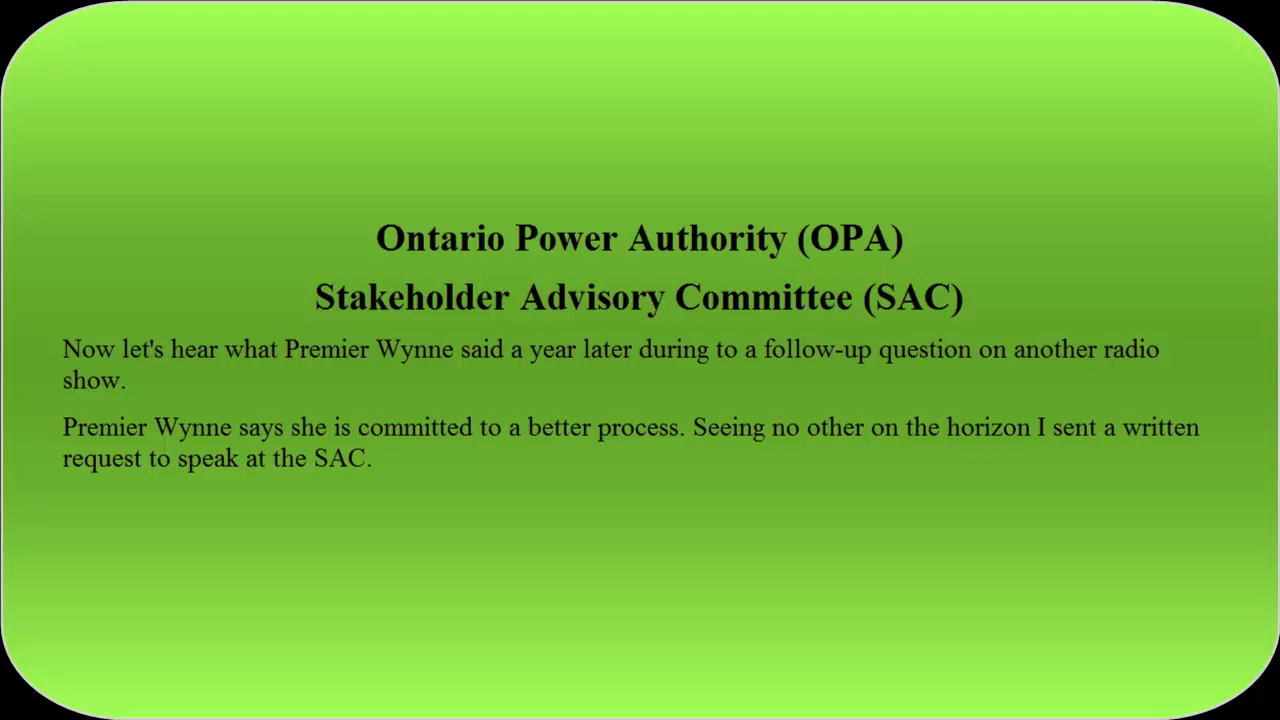 Ontario Power Authority (OPA)
Stakeholder Advisory Committee (SAC)
Now let's hear what Premier Wynne said a year later during to a follow-up question on another radio
show.
Premier Wynne says she is committed to a better process. Seeing no other on the horizon I sent a written
request to speak at the SAC.